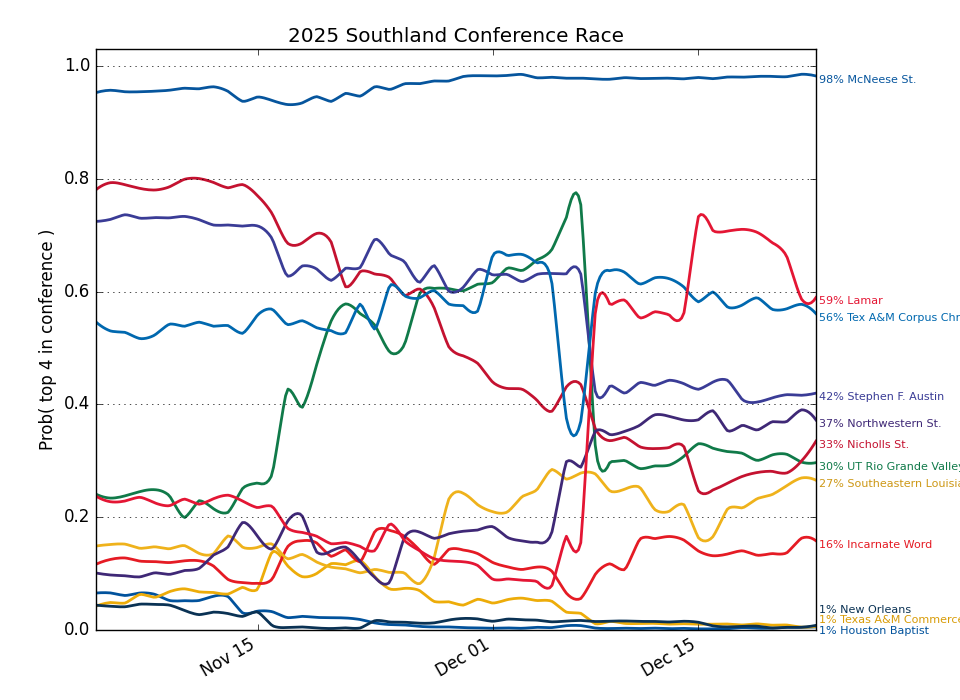 2025 Southland Conference Race
Prob( top 4 in conference )
1.0
0.8
0.6
0.4
0.2
0.0
Nov 15
Dec 01
Dec 15
98% McNeese St.
59% Lamar
56% Tex A&M Corpus Chr
42% Stephen F. Austin
37% Northwestern St.
33% Nicholls St.
30% UT Rio Grande Valley
27% Southeastern Louisia
16% Incarnate Word
1% New Orleans
1% Texas A&M Commerce
1% Houston Baptist